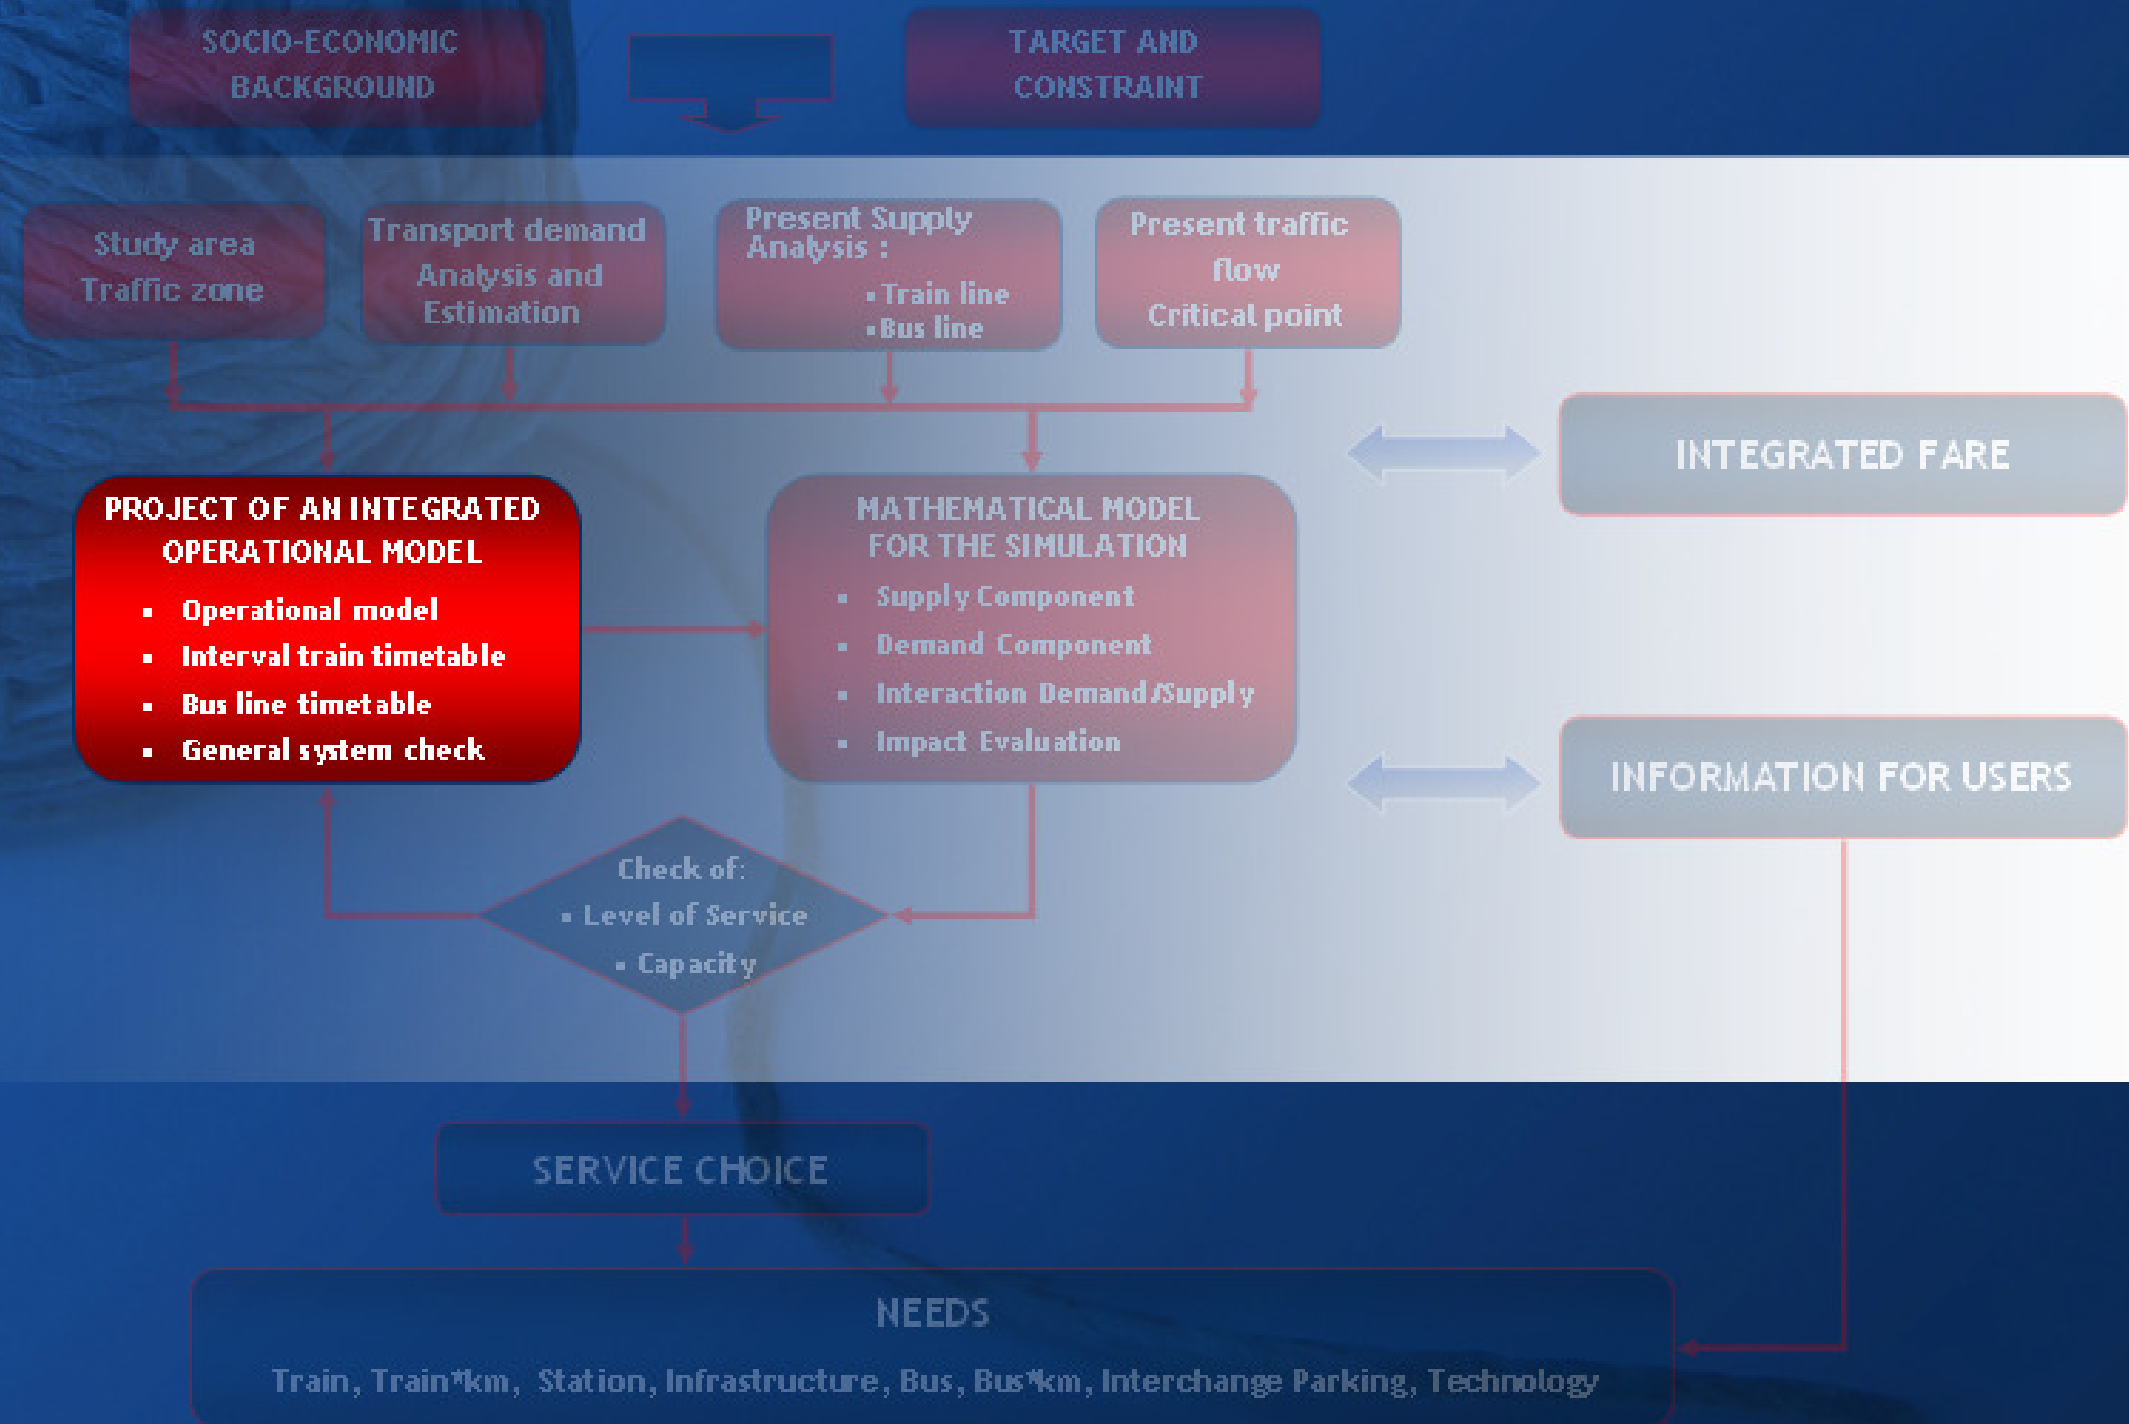 SOCIO-ECONOMIC
BACKGROUND
TARGET AND
CONSTRAINT
Study area
Traffic zone
Transport demand
Analysis and
Estimation
Present Supply
Analysis :
▪Train line
▪Bus line
Present traffic
flow
Critical point
INTEGRATED FARE
PROJECT OF AN INTEGRATED
OPERATIONAL MODEL
▪ Operational model
▪ Interval train timetable
▪ Bus line timetable
▪ General system check
MATHEMATICAL MODEL
FOR THE SIMULATION
▪ Supply Component
▪ Demand Component
▪ Interaction Demand/Supply
▪ Impact Evaluation
INFORMATION FOR USERS
Check of:
▪ Level of Service
▪ Capacity
SERVICE CHOICE
NEEDS
Train, Train*km, Station, Infrastructure, Bus, Bus*km, Interchange Parking, Technology